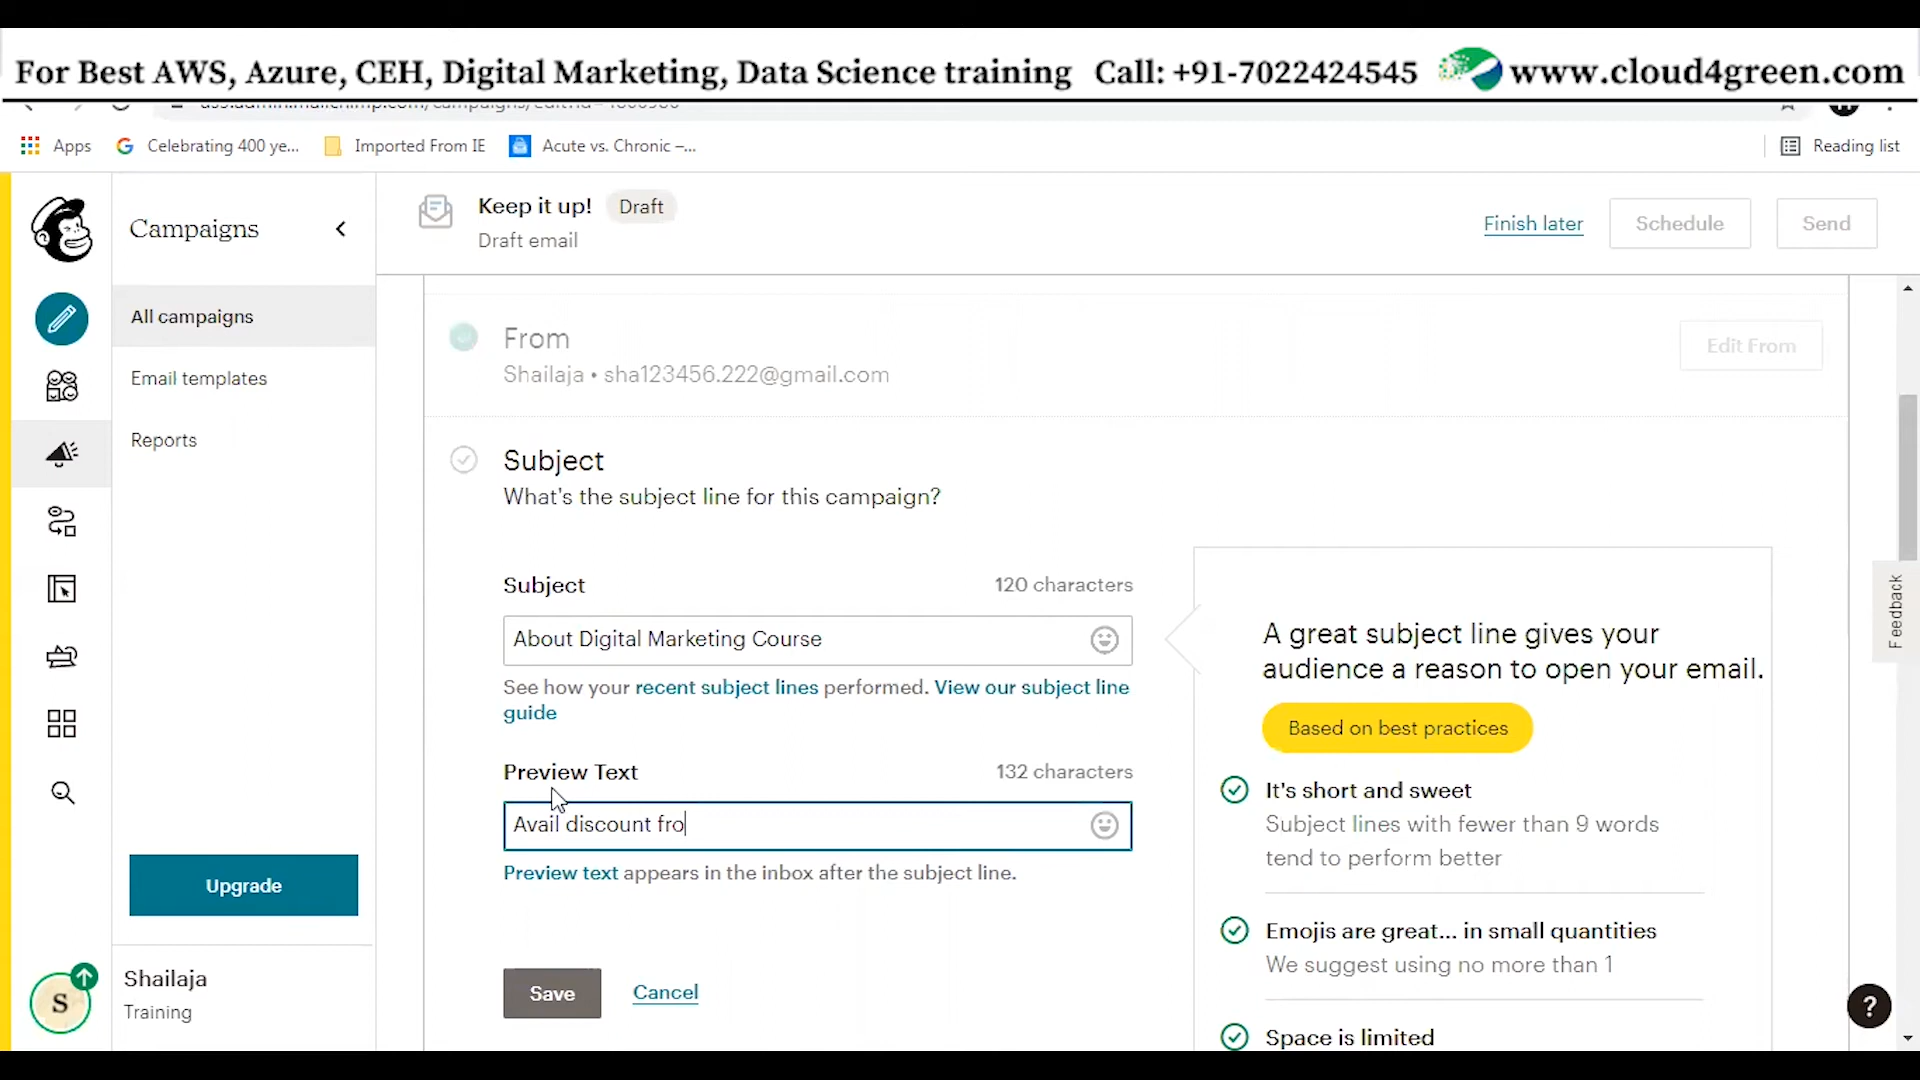 For Best AWS, Azure, CEH, Digital Marketing, Data Science training Call: +91-7022424545 www.cloud4green.com
Apps
Celebrating 400 ye...
Imported From IE
Acute vs. Chronic –...
Reading list
Campaigns
Keep it up!
Draft
Draft email
Finish later
Schedule
Send
All campaigns
Email templates
Reports
From
Shailaja • sha123456.222@gmail.com
Edit From
Subject
What's the subject line for this campaign?
Subject
120 characters
About Digital Marketing Course
See how your recent subject lines performed. View our subject line
guide
Preview Text
132 characters
Avail discount fro
Preview text appears in the inbox after the subject line.
Save
Cancel
A great subject line gives your
audience a reason to open your email.
Based on best practices
It's short and sweet
Subject lines with fewer than 9 words
tend to perform better
Emojis are great... in small quantities
We suggest using no more than 1
Space is limited
Feedback
?
Upgrade
S
Shailaja
Training